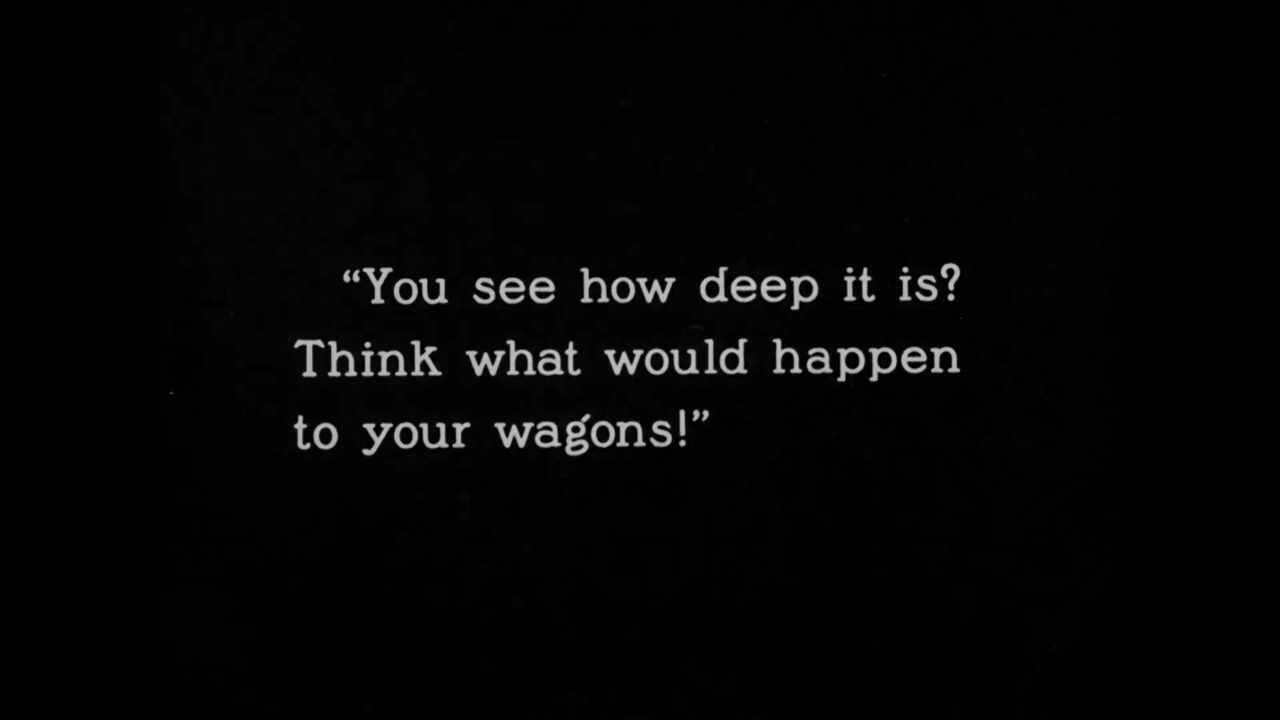 “You see how deep it is?
Think what would happen
to your wagons!”